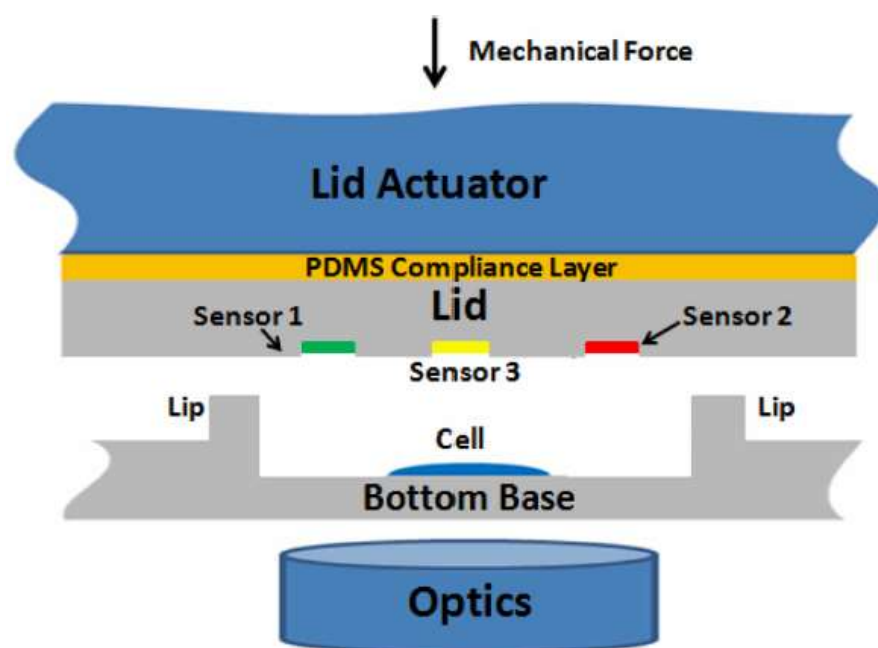 Mechanical Force
Lid Actuator
PDMS Compliance Layer
Lid
Sensor 1
Sensor 2
Sensor 3
Lip
Lip
Cell
Bottom Base
Optics